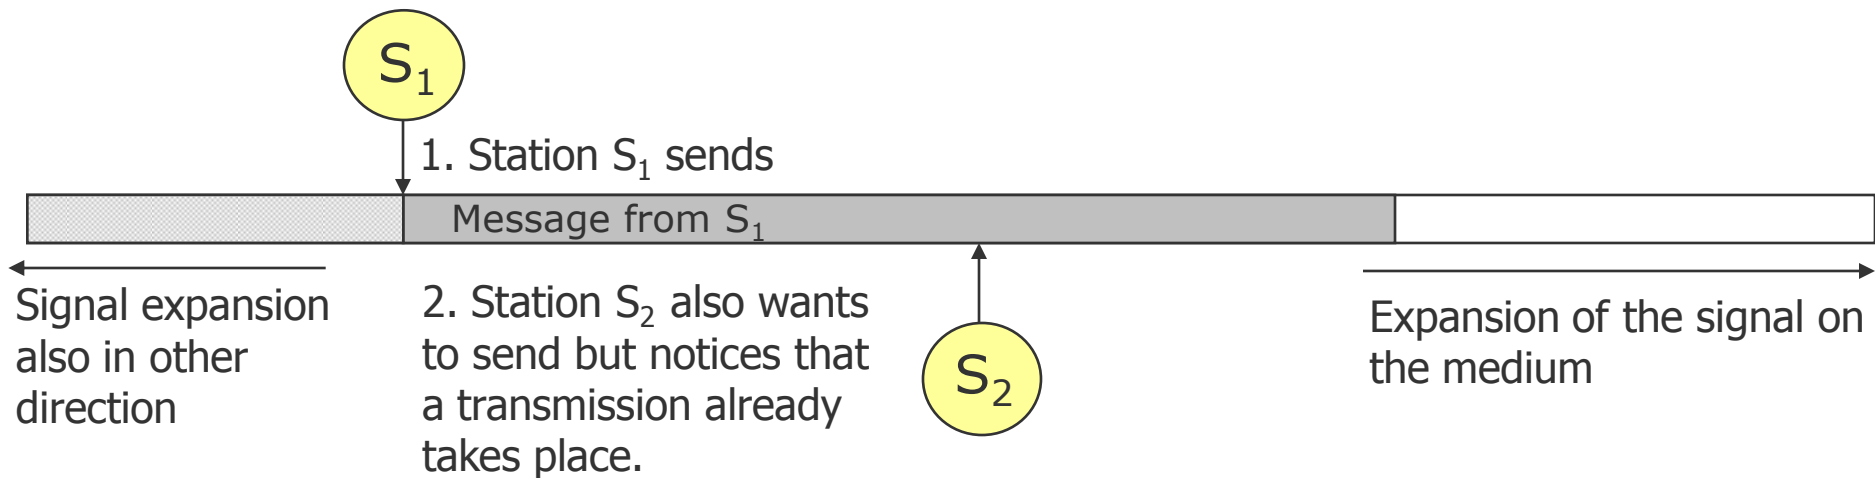 S₁
1. Station S₁ sends
Message from S₁
Signal expansion
also in other
direction
2. Station S₂ also wants
to send but notices that
a transmission already
takes place.
S₂
Expansion of the signal on
the medium